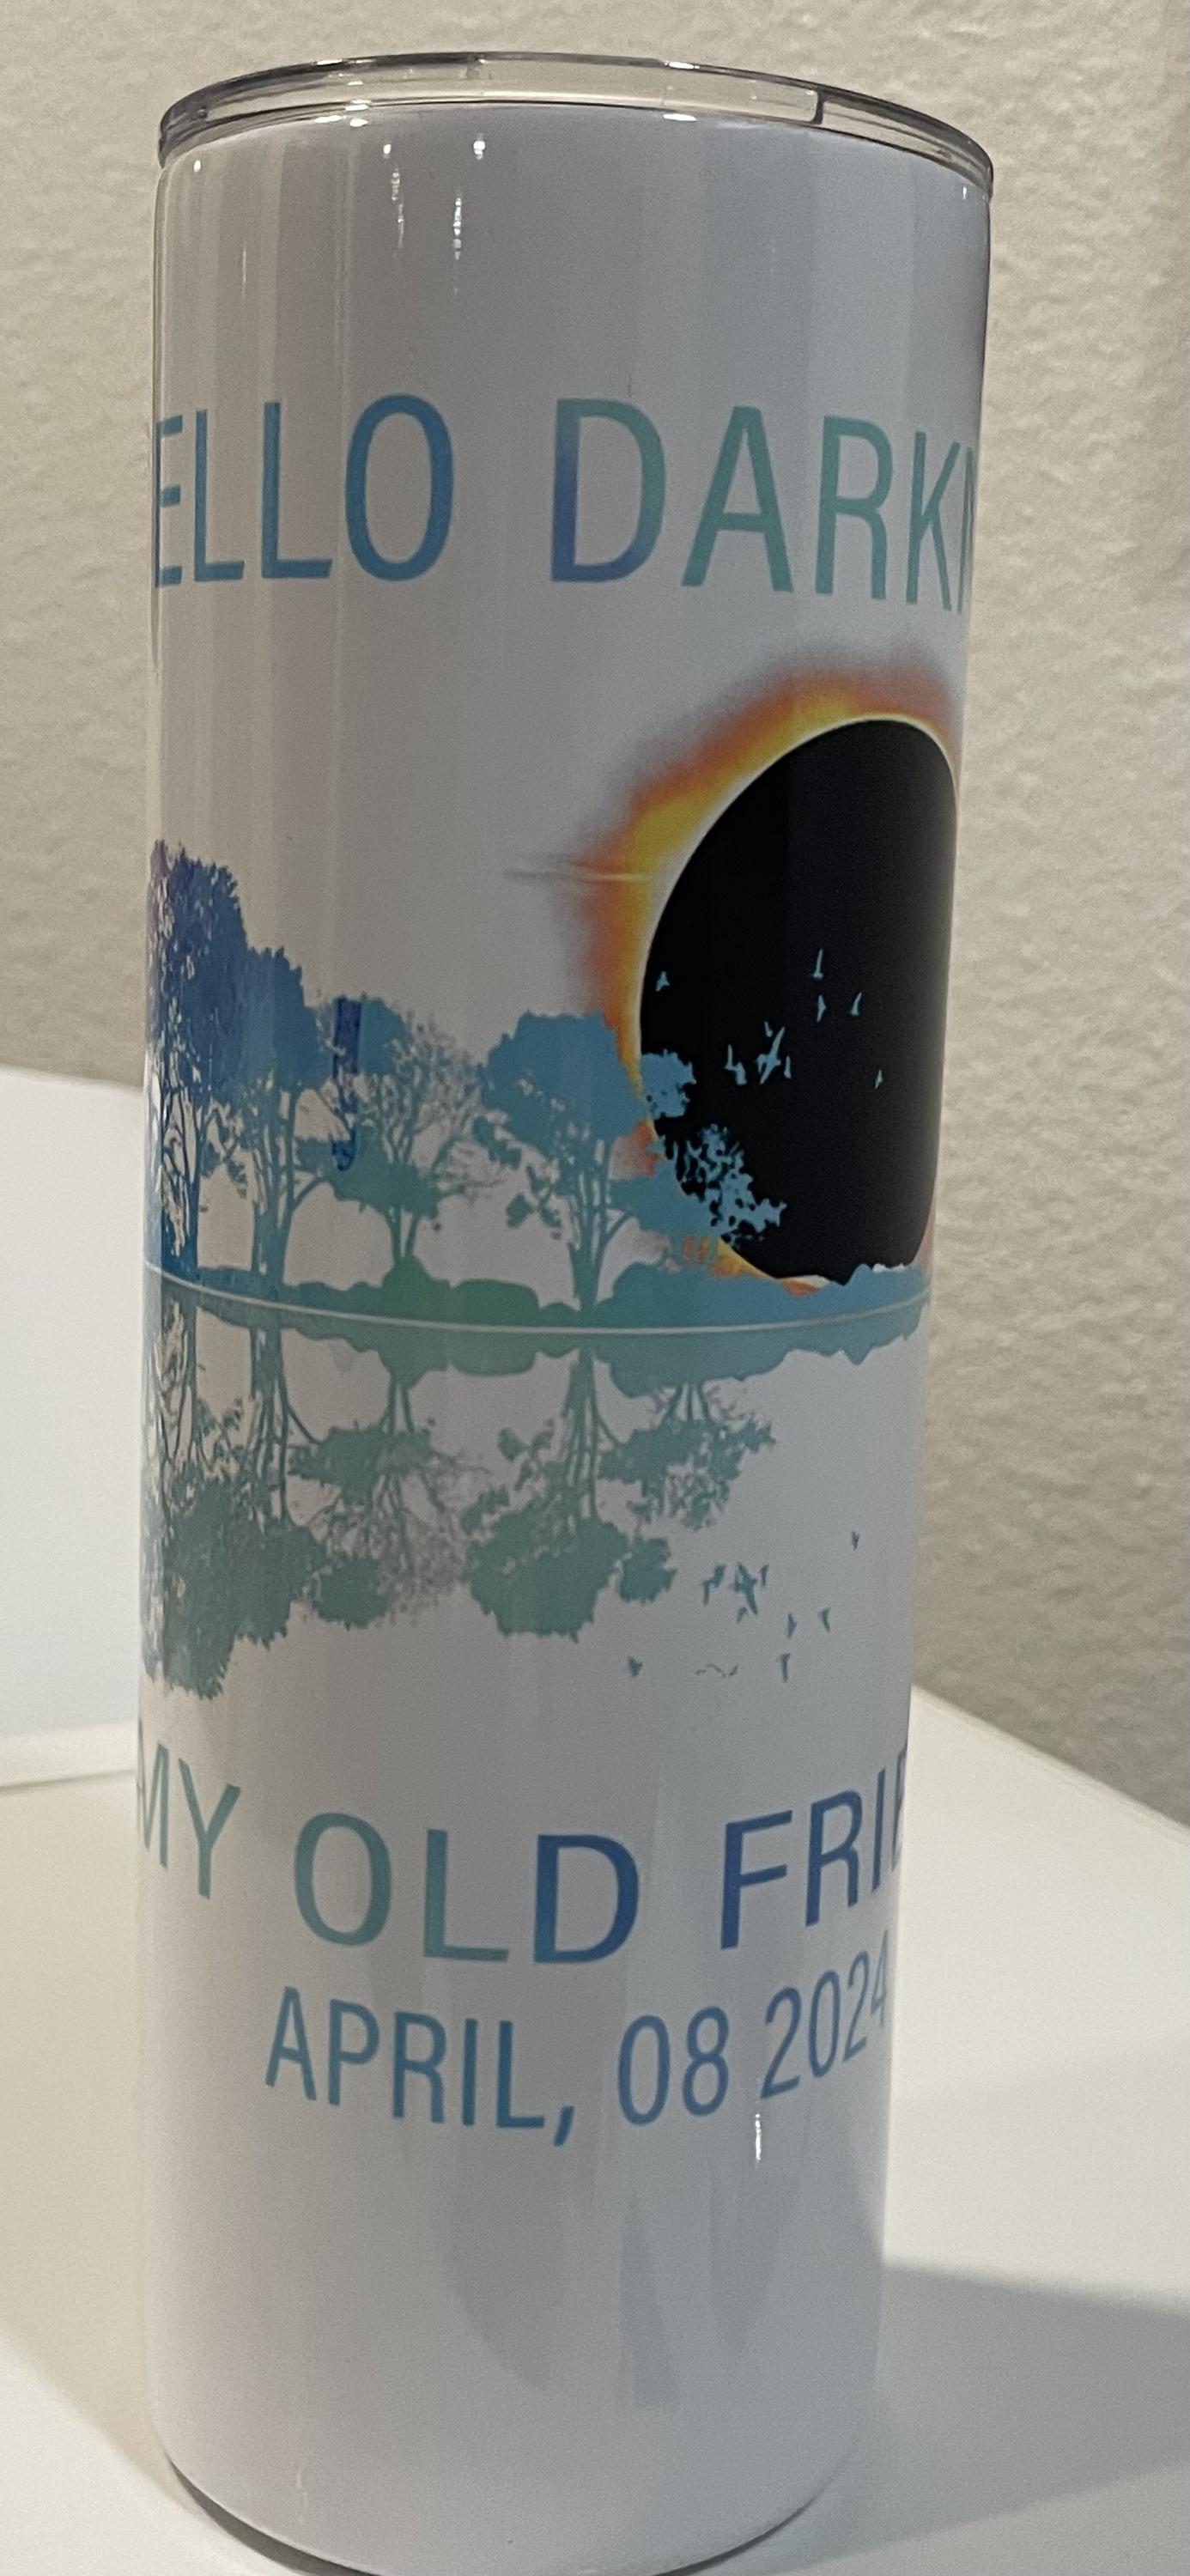 ELLO DARKN
MY OLD FRIE
APRIL, 08 2024